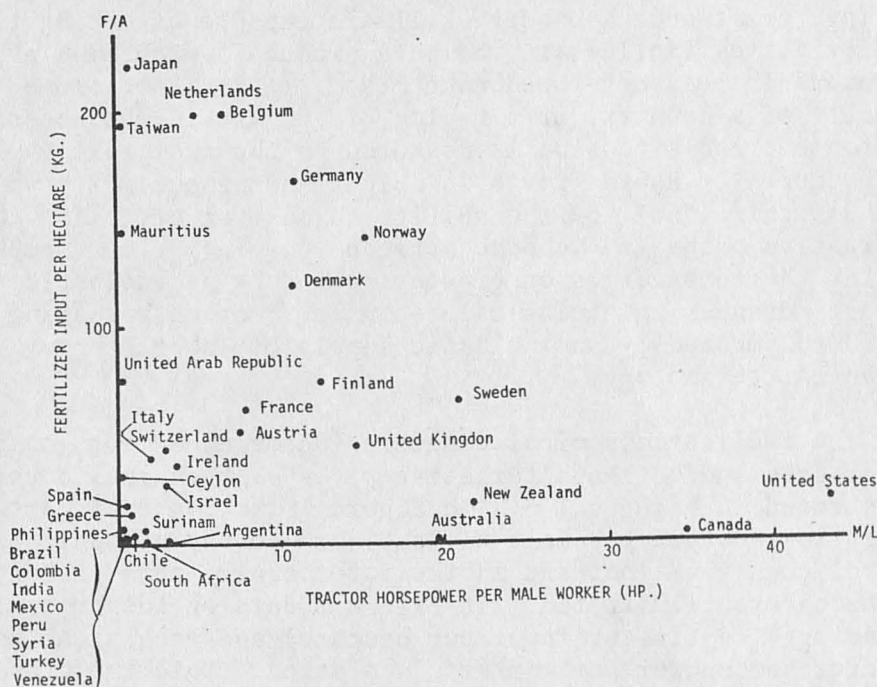 F/A
Japan
Netherlands
Belgium
200
Taiwan
Germany
Mauritius
Norway
Denmark
100
FERTILIZER INPUT PER HECTARE (KG.)
United Arab Republic
Finland
Sweden
France
Italy
Switzerland
Austria
United Kingdon
Ireland
Ceylon
Israel
Spain
New Zealand
United States
Greece
Surinam
Australia
Philippines
Argentina
Canada
M/L
Brazil
Chile
10
20
30
40
Colombia
South Africa
India
TRACTOR HORSEPOWER PER MALE WORKER (HP.)
Mexico
Peru
Syria
Turkey
Venezuela